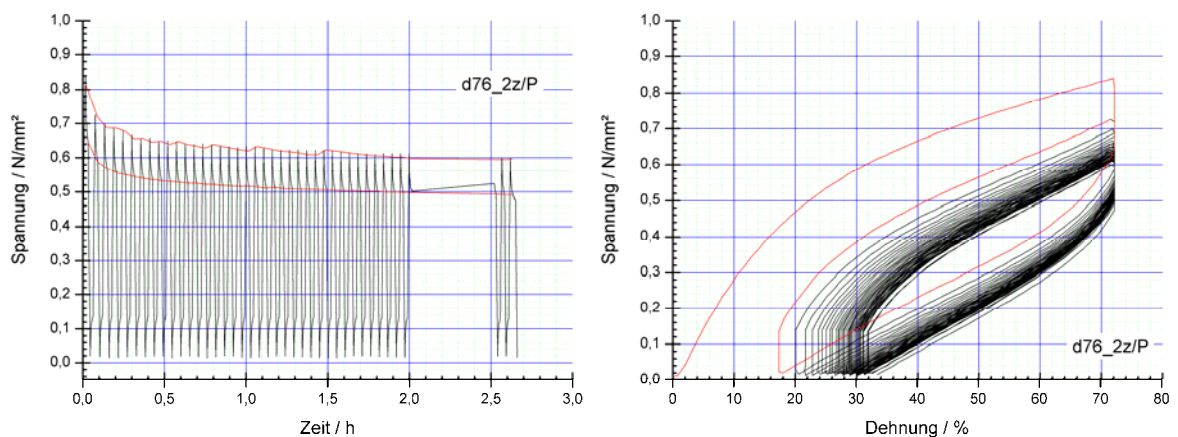 1,0
0,9
0,8
0,7
0,6
0,5
0,4
0,3
0,2
0,1
0,0
Spannung / N/mm²
d76_2z/P
0,0 0,5 1,0 1,5 2,0 2,5 3,0
Zeit / h
1,0
0,9
0,8
0,7
0,6
0,5
0,4
0,3
0,2
0,1
0,0
Spannung / N/mm²
d76_2z/P
0 10 20 30 40 50 60 70 80
Dehnung / %